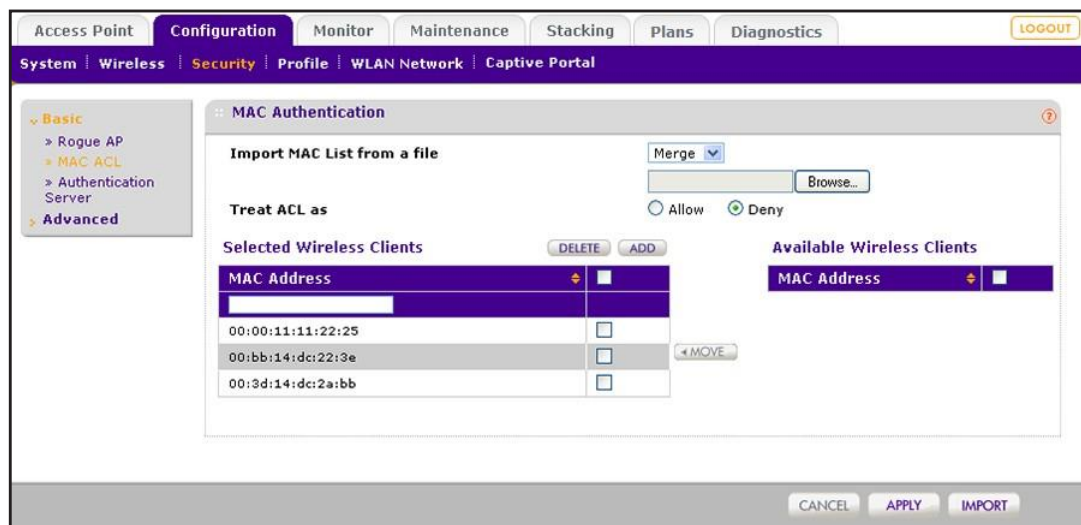 Access Point Configuration Monitor Maintenance Stacking Plans Diagnostics LOGOUT
System Wireless Security Profile WLAN Network Captive Portal
Basic
» Rogue AP
» MAC ACL
» Authentication
Server
Advanced
MAC Authentication ?
Import MAC List from a file Merge
Browse...
Treat ACL as Allow Deny
Selected Wireless Clients DELETE ADD Available Wireless Clients
MAC Address MAC Address
00:00:11:11:22:25
00:bb:14:dc:22:3e
MOVE
00:3d:14:dc:2a:bb
CANCEL APPLY IMPORT